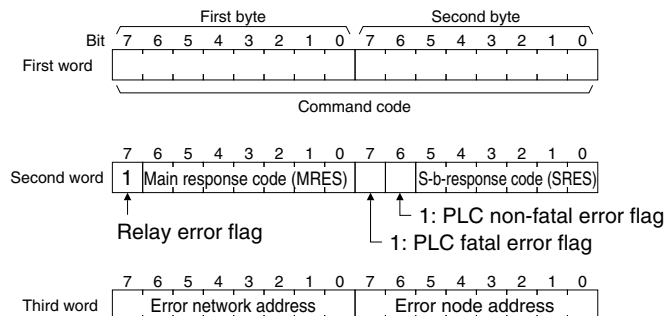 First byte Second byte
Bit 7 6 5 4 3 2 1 0 7 6 5 4 3 2 1 0
First word
Command code
7 6 5 4 3 2 1 0 7 6 5 4 3 2 1 0
Second word 1 Main response code (MRES) S-b-response code (SRES)
1: PLC non-fatal error flag
Relay error flag
1: PLC fatal error flag
7 6 5 4 3 2 1 0 7 6 5 4 3 2 1 0
Third word Error network address Error node address